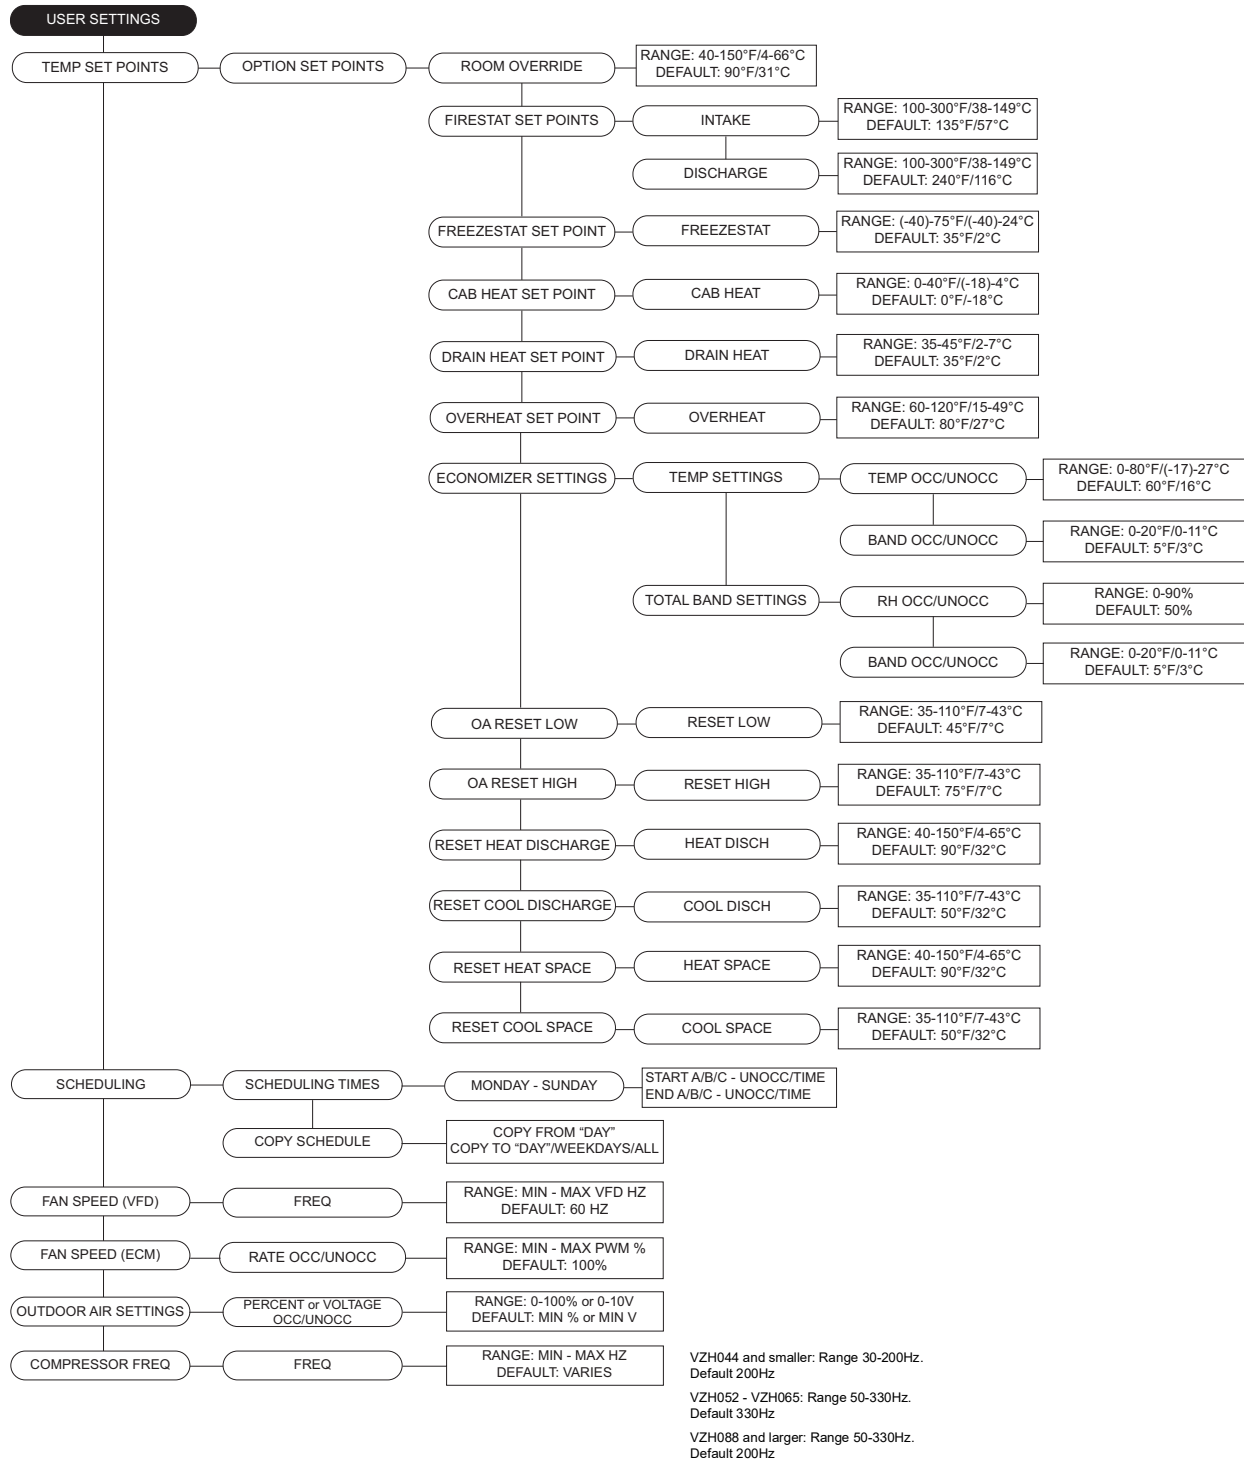 USER SETTINGS
TEMP SET POINTS
OPTION SET POINTS
ROOM OVERRIDE
RANGE: 40-150°F/4-66°C
DEFAULT: 90°F/31°C
FIRESTAT SET POINTS
INTAKE
RANGE: 100-300°F/38-149°C
DEFAULT: 135°F/57°C
DISCHARGE
RANGE: 100-300°F/38-149°C
DEFAULT: 240°F/116°C
FREEZESTAT SET POINT
FREEZESTAT
RANGE: (-40)-75°F/(-40)-24°C
DEFAULT: 35°F/2°C
CAB HEAT SET POINT
CAB HEAT
RANGE: 0-40°F/(-18)-4°C
DEFAULT: 0°F/-18°C
DRAIN HEAT SET POINT
DRAIN HEAT
RANGE: 35-45°F/2-7°C
DEFAULT: 35°F/2°C
OVERHEAT SET POINT
OVERHEAT
RANGE: 60-120°F/15-49°C
DEFAULT: 80°F/27°C
ECONOMIZER SETTINGS
TEMP SETTINGS
TEMP OCC/UNOCC
RANGE: 0-80°F/(-17)-27°C
DEFAULT: 60°F/16°C
BAND OCC/UNOCC
RANGE: 0-20°F/0-11°C
DEFAULT: 5°F/3°C
TOTAL BAND SETTINGS
RH OCC/UNOCC
RANGE: 0-90%
DEFAULT: 50%
BAND OCC/UNOCC
RANGE: 0-20°F/0-11°C
DEFAULT: 5°F/3°C
OA RESET LOW
RESET LOW
RANGE: 35-110°F/7-43°C
DEFAULT: 45°F/7°C
OA RESET HIGH
RESET HIGH
RANGE: 35-110°F/7-43°C
DEFAULT: 75°F/7°C
RESET HEAT DISCHARGE
HEAT DISCH
RANGE: 40-150°F/4-65°C
DEFAULT: 90°F/32°C
RESET COOL DISCHARGE
COOL DISCH
RANGE: 35-110°F/7-43°C
DEFAULT: 50°F/32°C
RESET HEAT SPACE
HEAT SPACE
RANGE: 40-150°F/4-65°C
DEFAULT: 90°F/32°C
RESET COOL SPACE
COOL SPACE
RANGE: 35-110°F/7-43°C
DEFAULT: 50°F/32°C
SCHEDULING
SCHEDULING TIMES
MONDAY - SUNDAY
START A/B/C - UNOCC/TIME
END A/B/C - UNOCC/TIME
COPY SCHEDULE
COPY FROM “DAY”
COPY TO “DAY”/WEEKDAYS/ALL
FAN SPEED (VFD)
FREQ
RANGE: MIN - MAX VFD HZ
DEFAULT: 60 HZ
FAN SPEED (ECM)
RATE OCC/UNOCC
RANGE: MIN - MAX PWM %
DEFAULT: 100%
OUTDOOR AIR SETTINGS
PERCENT or VOLTAGE
OCC/UNOCC
RANGE: 0-100% or 0-10V
DEFAULT: MIN % or MIN V
COMPRESSOR FREQ
FREQ
RANGE: MIN - MAX HZ
DEFAULT: VARIES
VZH044 and smaller: Range 30-200Hz.
Default 200Hz
VZH052 - VZH065: Range 50-330Hz.
Default 330Hz
VZH088 and larger: Range 50-330Hz.
Default 200Hz